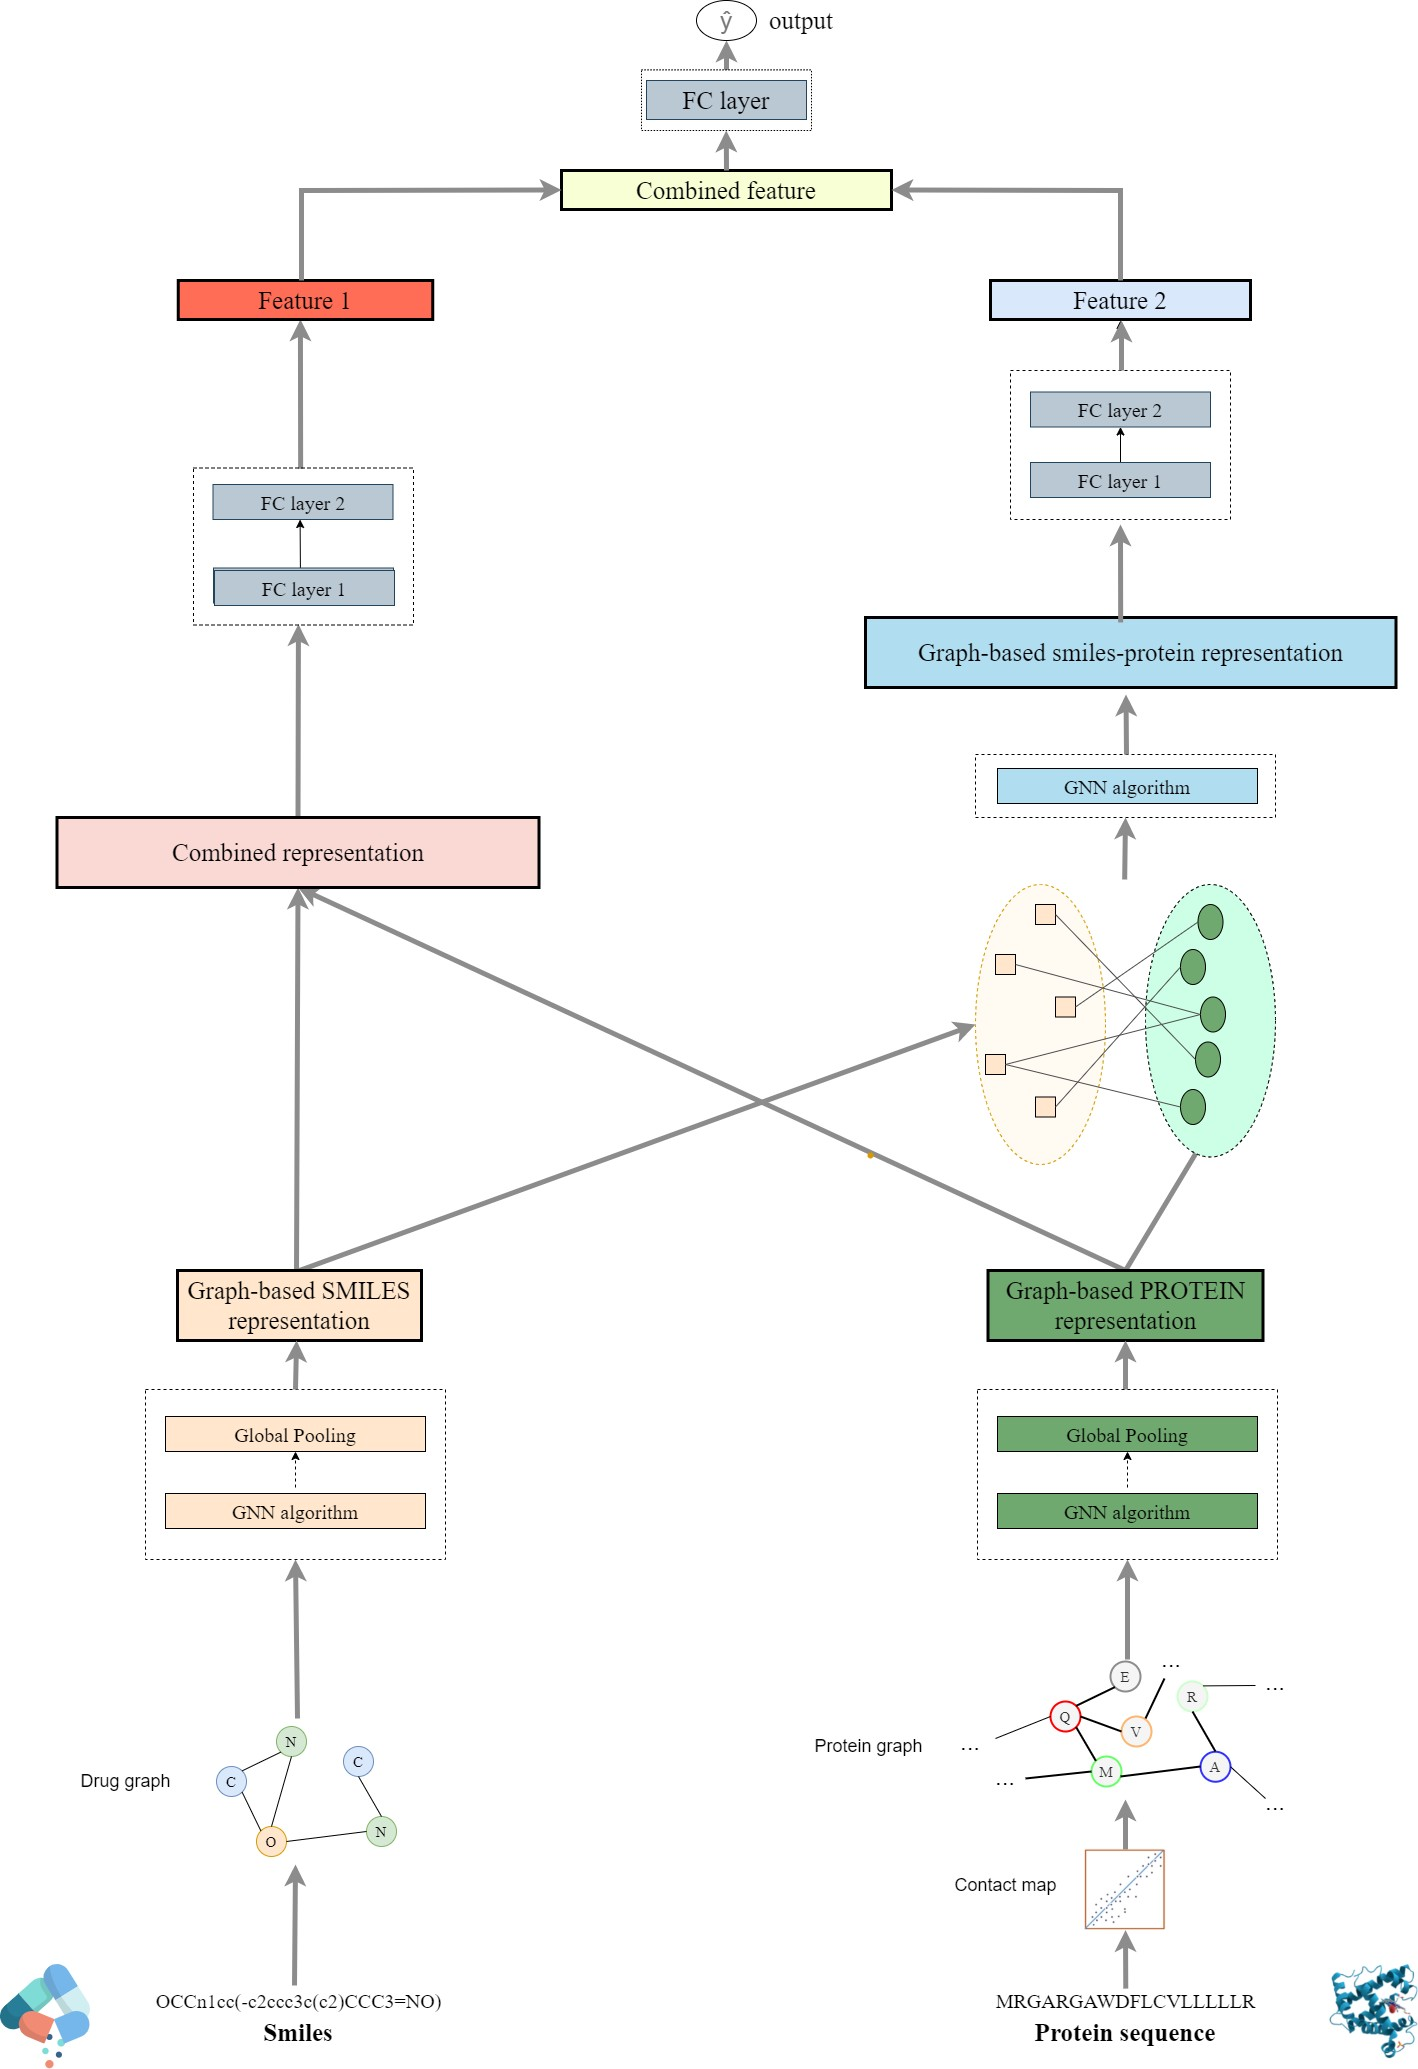 ŷ output
FC layer
Combined feature
Feature 1
Feature 2
FC layer 2
FC layer 1
FC layer 2
FC layer 1
Graph-based smiles-protein representation
GNN algorithm
Combined representation
Graph-based SMILES
representation
Graph-based PROTEIN
representation
Global Pooling
GNN algorithm
Global Pooling
GNN algorithm
Drug graph
N
C
C
O
N
Protein graph
E
...
R
...
Q
V
...
M
A
...
...
Contact map
OCCn1cc(-c2ccc3c(c2)CCC3=NO)
Smiles
MRGARGAWDFLCVLLLLLR
Protein sequence